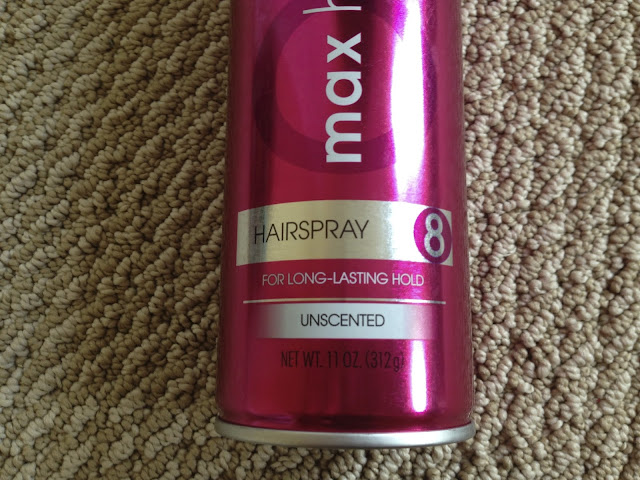 max h
HAIRSPRAY
8
FOR LONG-LASTING HOLD
UNSCENTED
NET WT. 11 OZ. (312g)